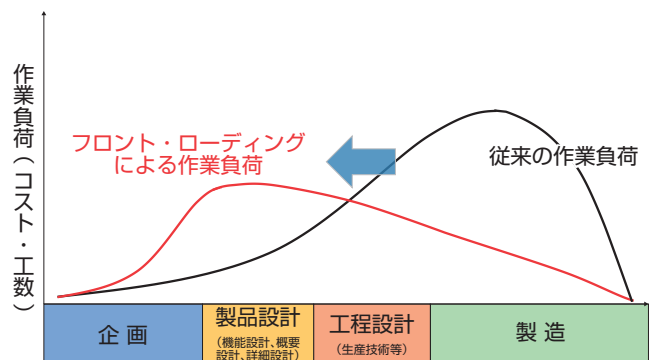 作業負荷(コスト・工数)
フロント・ローディング
による作業負荷
従来の作業負荷
企 画
製品設計
(機能設計、概要
設計、詳細設計)
工程設計
(生産技術等)
製 造